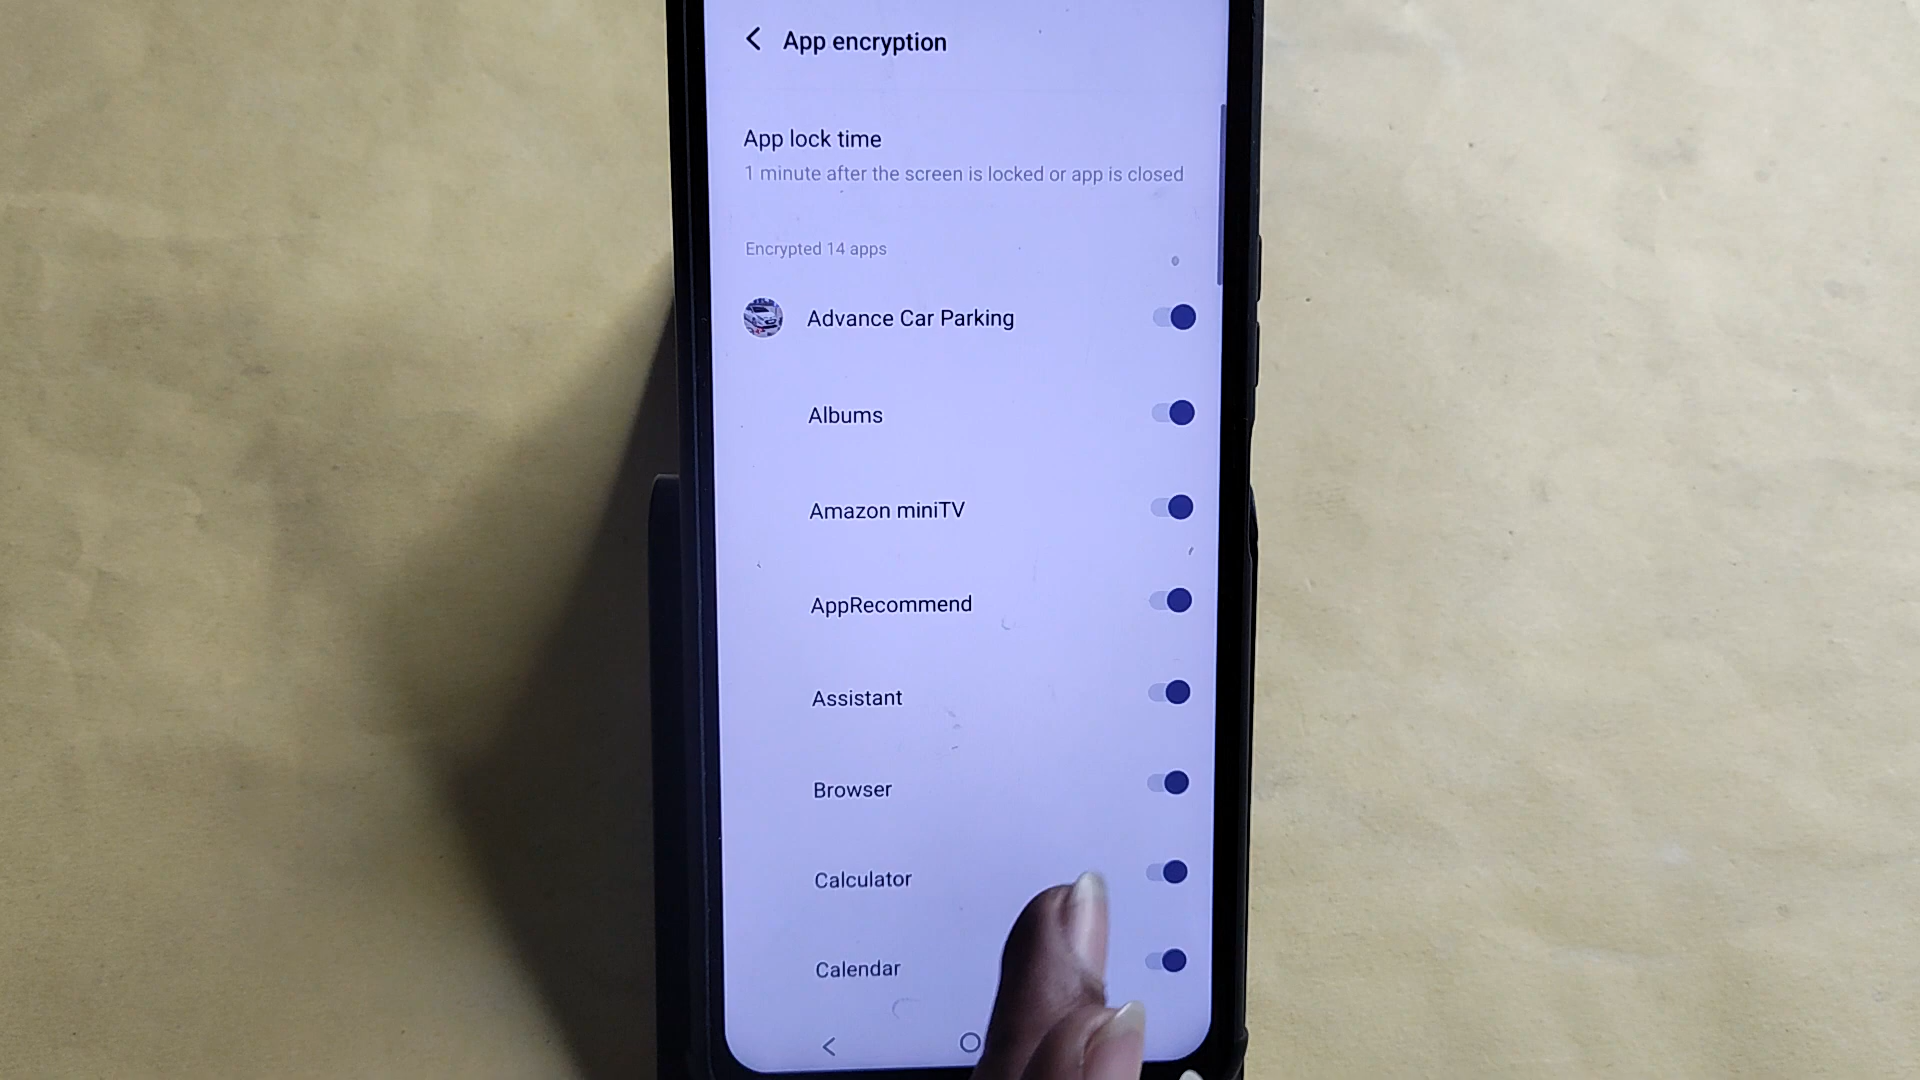 App encryption
App lock time
1 minute after the screen is locked or app is closed
Encrypted 14 apps
Advance Car Parking
Albums
Amazon miniTV
AppRecommend
Assistant
Browser
Calculator
Calendar